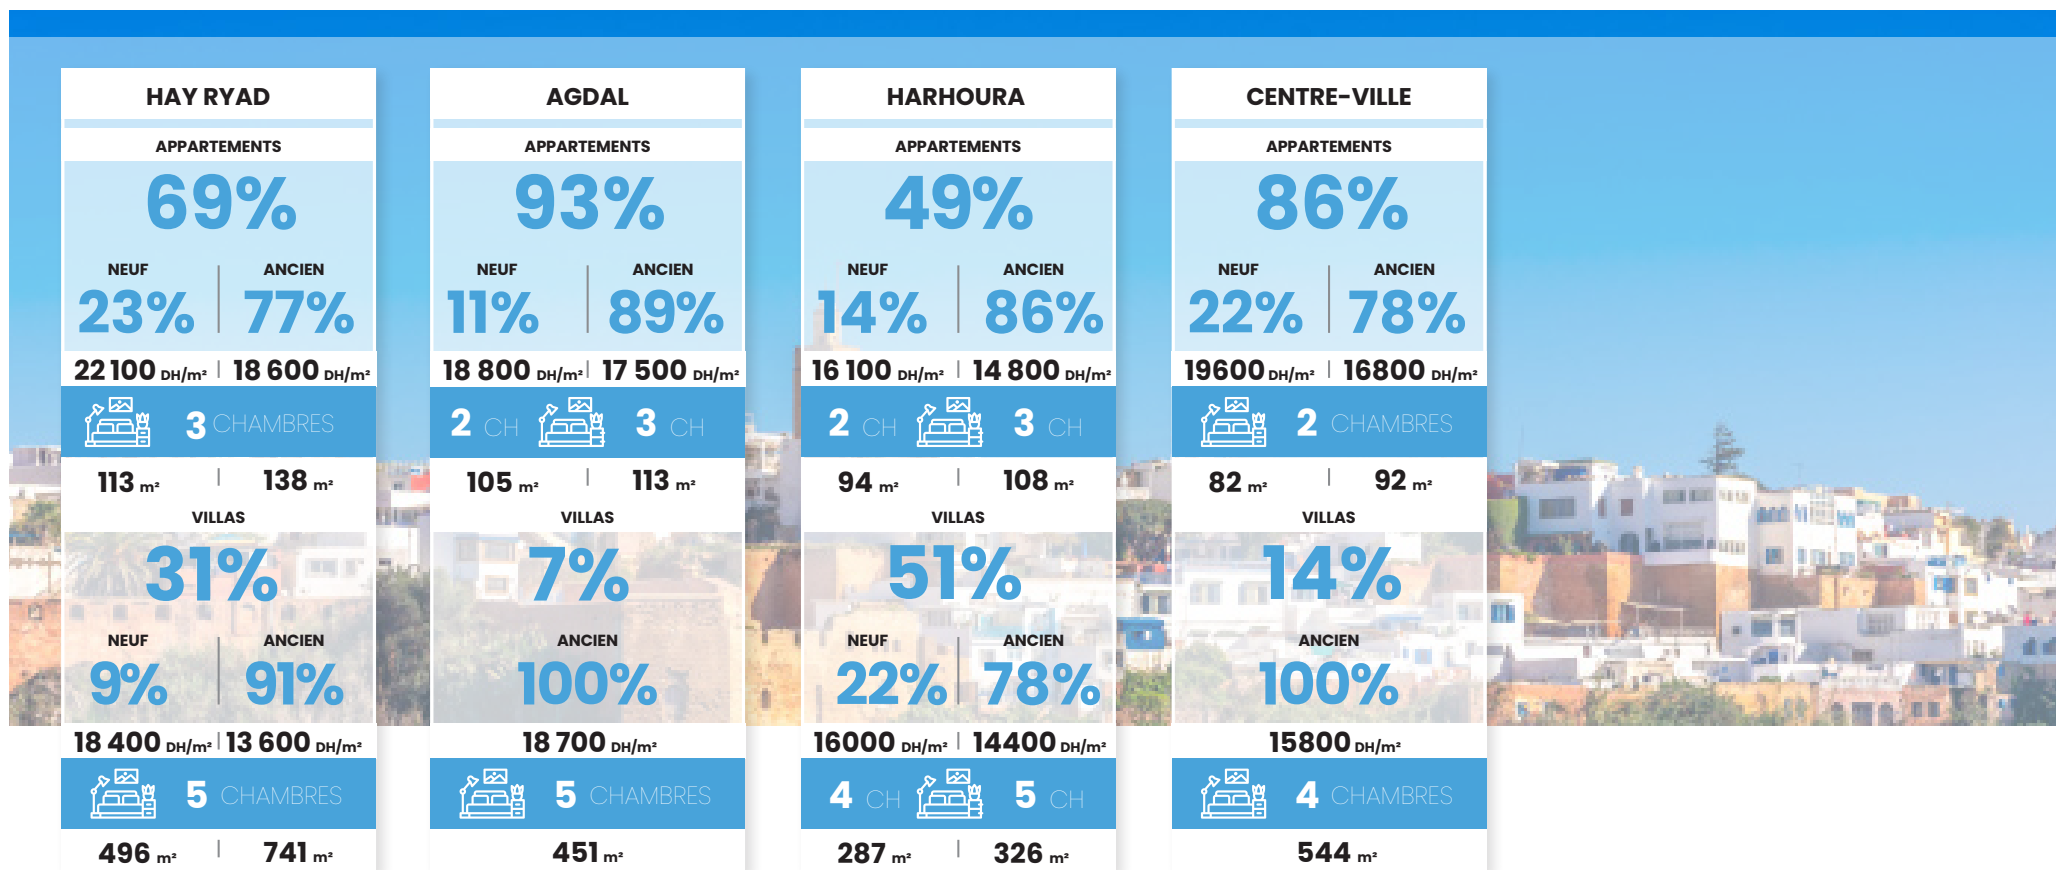 HAY RYAD
APPARTEMENTS
69%
NEUF ANCIEN
23% 77%
22 100 DH/m² 18 600 DH/m²
3 CHAMBRES
113 m² 138 m²
VILLAS
31%
NEUF ANCIEN
9% 91%
18 400 DH/m² 13 600 DH/m²
5 CHAMBRES
496 m² 741 m²
AGDAL
APPARTEMENTS
93%
NEUF ANCIEN
11% 89%
18 800 DH/m² 17 500 DH/m²
2 CH 3 CH
105 m² 113 m²
VILLAS
7%
ANCIEN
100%
18 700 DH/m²
5 CHAMBRES
451 m²
HARHOURA
APPARTEMENTS
49%
NEUF ANCIEN
14% 86%
16 100 DH/m² 14 800 DH/m²
2 CH 3 CH
94 m² 108 m²
VILLAS
51%
NEUF ANCIEN
22% 78%
16000 DH/m² 14400 DH/m²
4 CH 5 CH
287 m² 326 m²
CENTRE-VILLE
APPARTEMENTS
86%
NEUF ANCIEN
22% 78%
19600 DH/m² 16800 DH/m²
2 CHAMBRES
82 m² 92 m²
VILLAS
14%
ANCIEN
100%
15800 DH/m²
4 CHAMBRES
544 m²